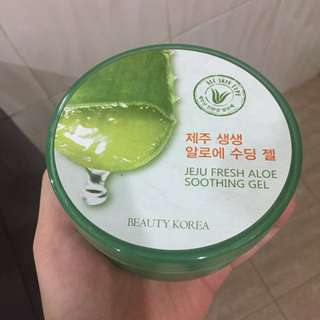 ALL SKIN TYPE
제주 생생
알로에 수딩 젤
JEJU FRESH ALOE
SOOTHING GEL
BEAUTY KOREA